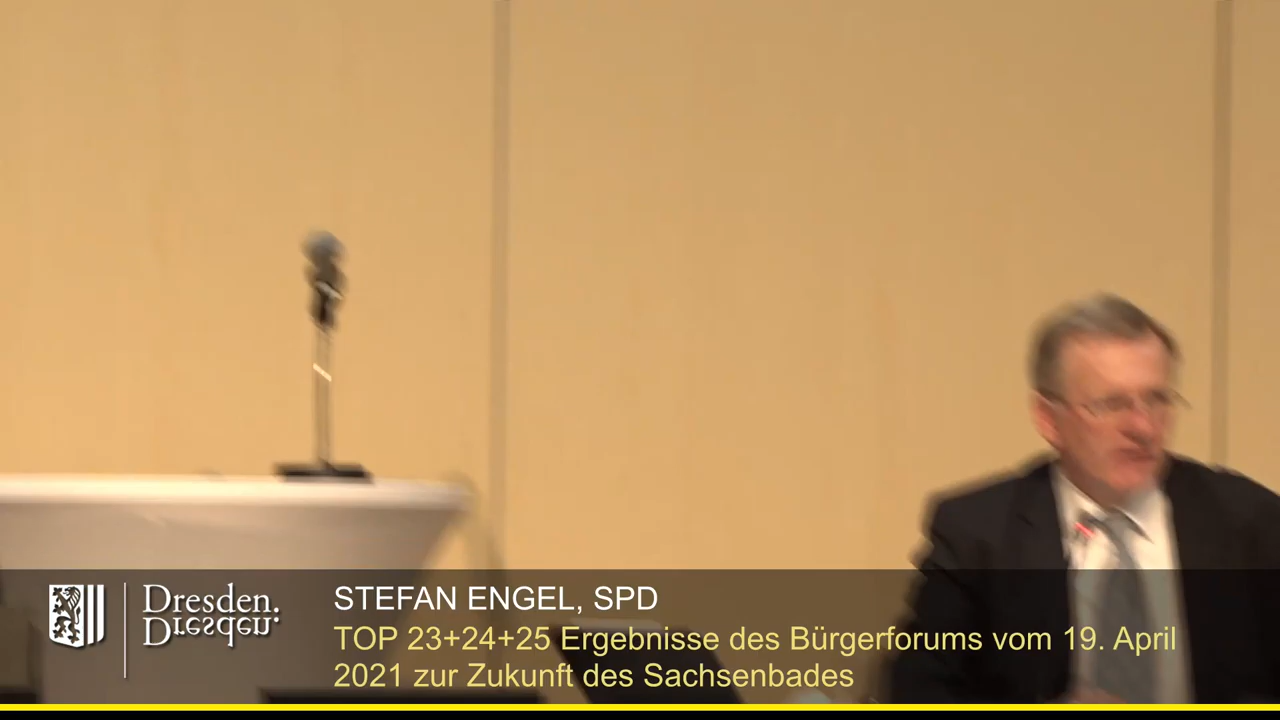 Dresden.
Dresden.
STEFAN ENGEL, SPD
TOP 23+24+25 Ergebnisse des Bürgerforums vom 19. April
2021 zur Zukunft des Sachsenbades